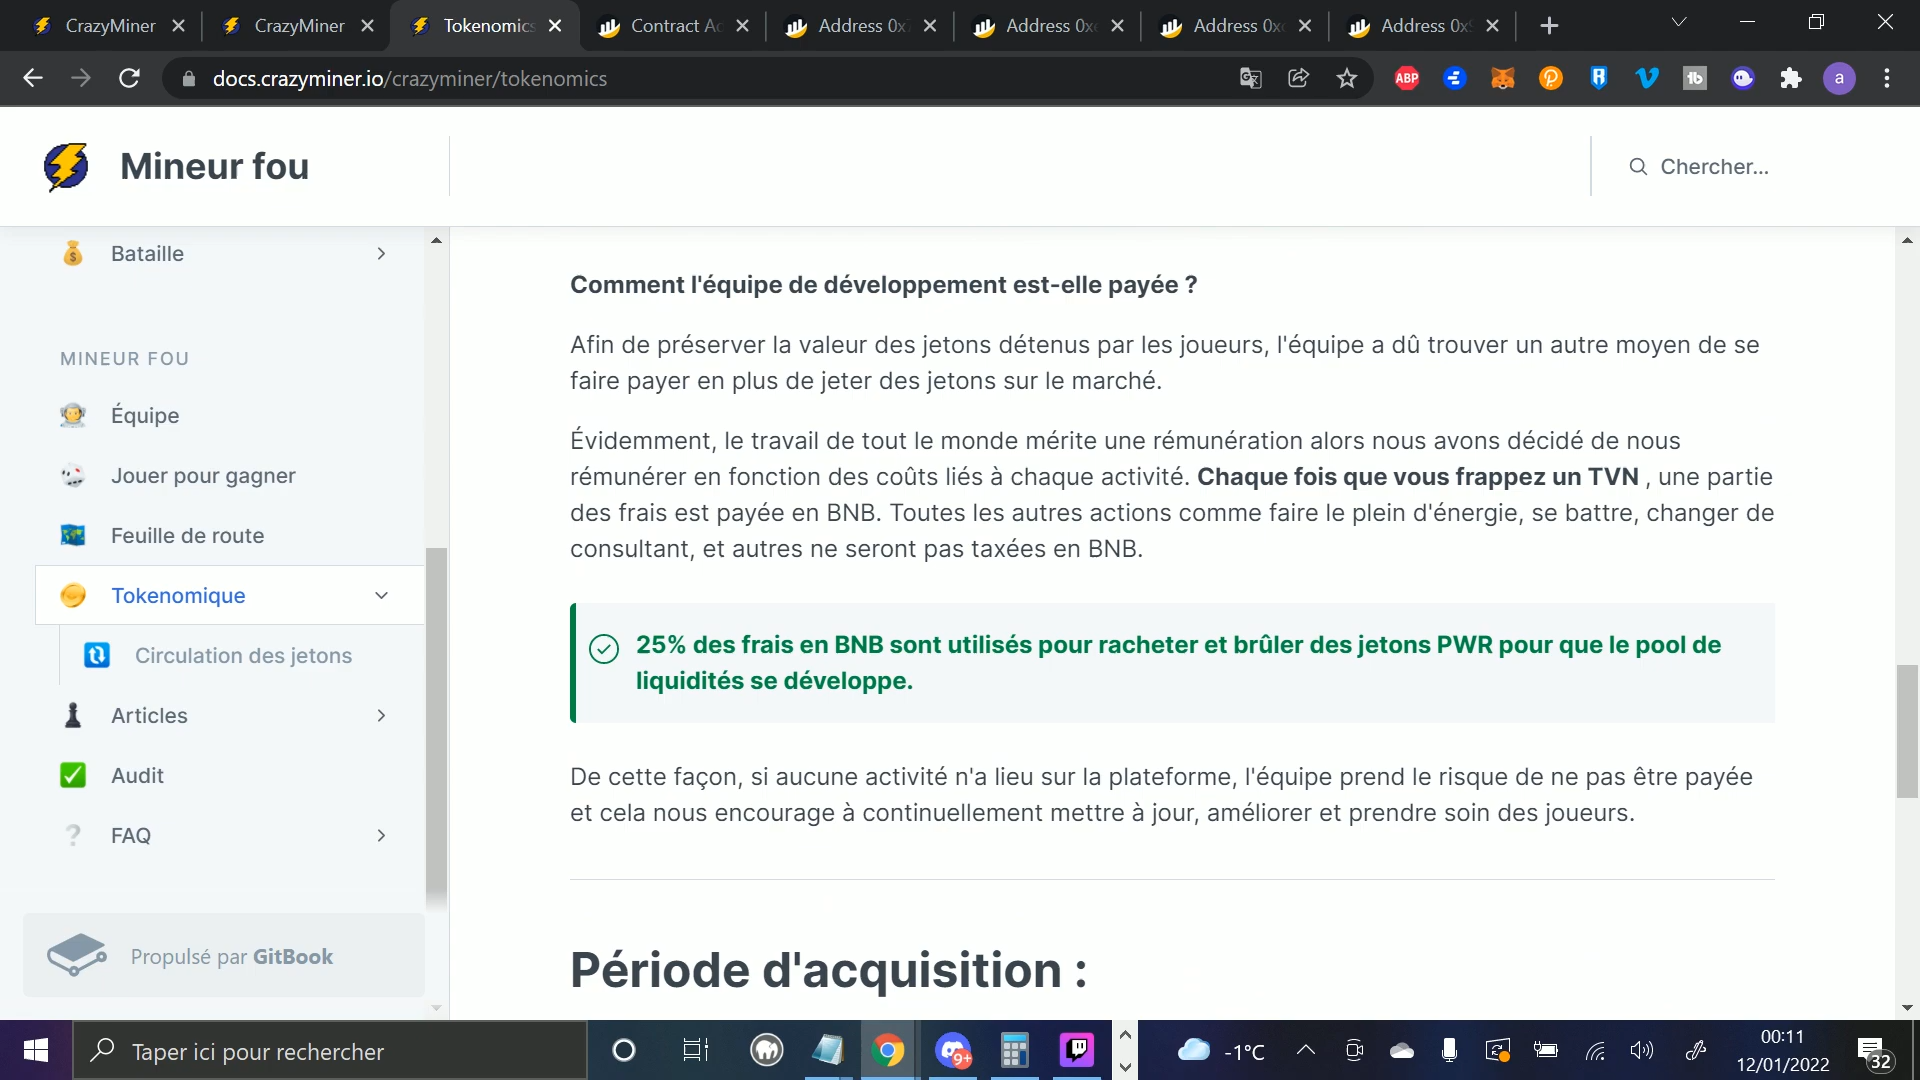 CrazyMiner
CrazyMiner
Tokenomics
Contract Ac
Address 0x
Address 0x
Address 0x
Address 0x
docs.crazyminer.io/crazyminer/tokenomics
ABP
a
Mineur fou
Chercher...
Bataille
MINEUR FOU
Équipe
Jouer pour gagner
Feuille de route
Tokenomique
Circulation des jetons
Articles
Audit
FAQ
Propulsé par GitBook
Comment l'équipe de développement est-elle payée ?
Afin de préserver la valeur des jetons détenus par les joueurs, l'équipe a dû trouver un autre moyen de se
faire payer en plus de jeter des jetons sur le marché.
Évidemment, le travail de tout le monde mérite une rémunération alors nous avons décidé de nous
rémunérer en fonction des coûts liés à chaque activité. Chaque fois que vous frappez un TVN , une partie
des frais est payée en BNB. Toutes les autres actions comme faire le plein d'énergie, se battre, changer de
consultant, et autres ne seront pas taxées en BNB.
25% des frais en BNB sont utilisés pour racheter et brûler des jetons PWR pour que le pool de
liquidités se développe.
De cette façon, si aucune activité n'a lieu sur la plateforme, l'équipe prend le risque de ne pas être payée
et cela nous encourage à continuellement mettre à jour, améliorer et prendre soin des joueurs.
Période d'acquisition :
Taper ici pour rechercher
9+
-1°C
00:11
12/01/2022
32